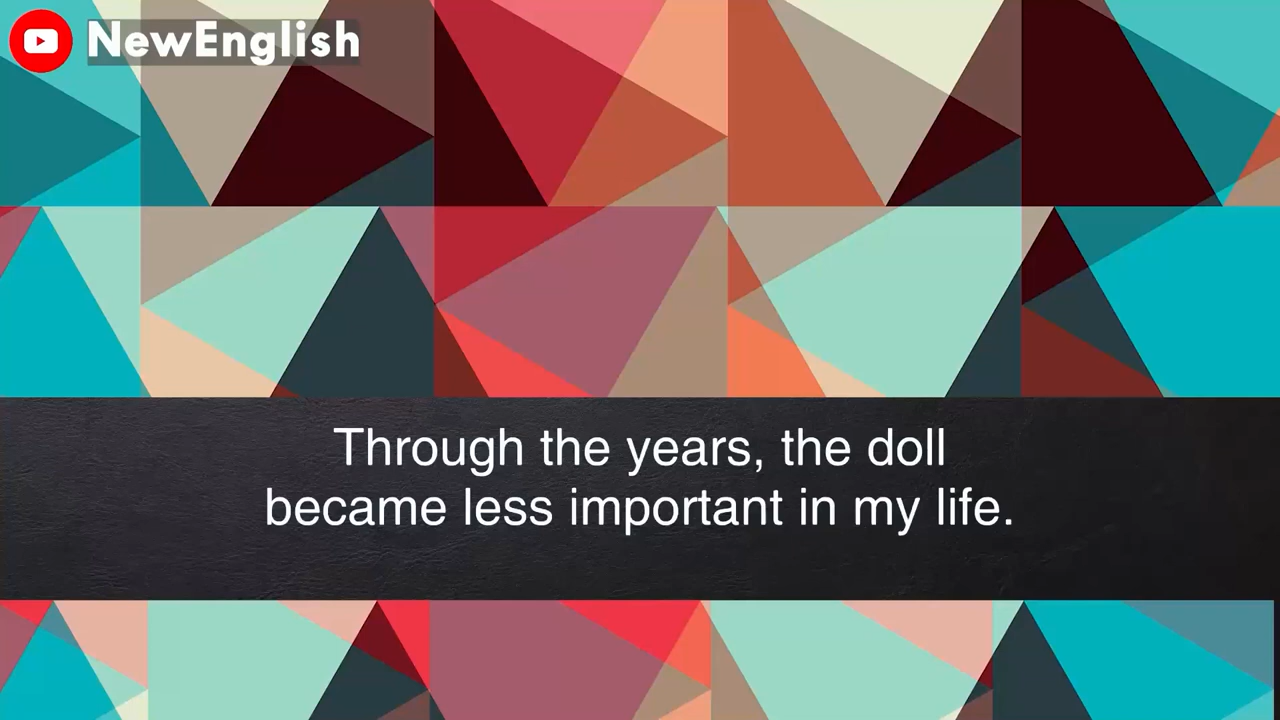 NewEnglish
Through the years, the doll
became less important in my life.